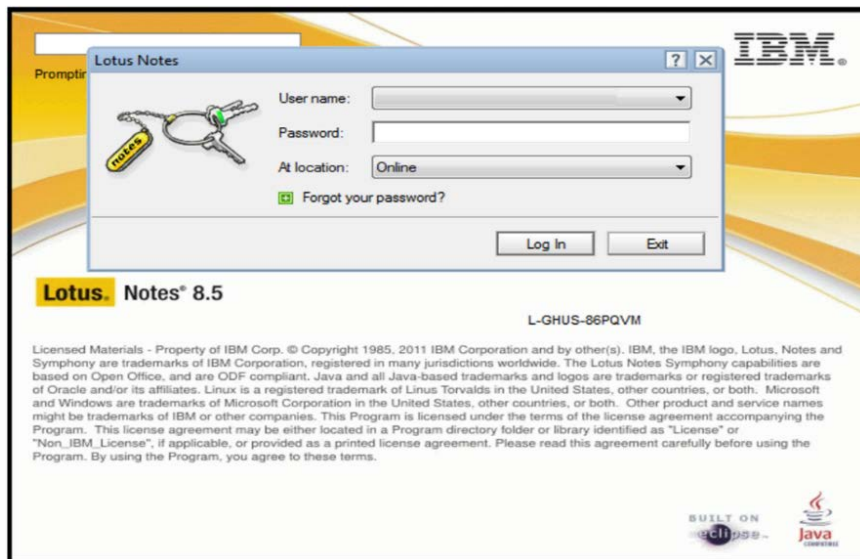 Lotus Notes
IBM®
Promptin
User name:
Password:
At location: Online
Forgot your password?
notes
Log In Exit
Lotus. Notes® 8.5
L-GHUS-86PQVM
Licensed Materials - Property of IBM Corp. © Copyright 1985, 2011 IBM Corporation and by other(s). IBM, the IBM logo, Lotus, Notes and
Symphony are trademarks of IBM Corporation, registered in many jurisdictions worldwide. The Lotus Notes Symphony capabilities are
based on Open Office, and are ODF compliant. Java and all Java-based trademarks and logos are trademarks or registered trademarks
of Oracle and/or its affiliates. Linux is a registered trademark of Linus Torvalds in the United States, other countries, or both. Microsoft
and Windows are trademarks of Microsoft Corporation in the United States, other countries, or both. Other product and service names
might be trademarks of IBM or other companies. This Program is licensed under the terms of the license agreement accompanying the
Program. This license agreement may be either located in a Program directory folder or library identified as "License" or
"Non_IBM_License", if applicable, or provided as a printed license agreement. Please read this agreement carefully before using the
Program. By using the Program, you agree to these terms.
BUILT ON
eclipse™
Java
COMPATIBLE